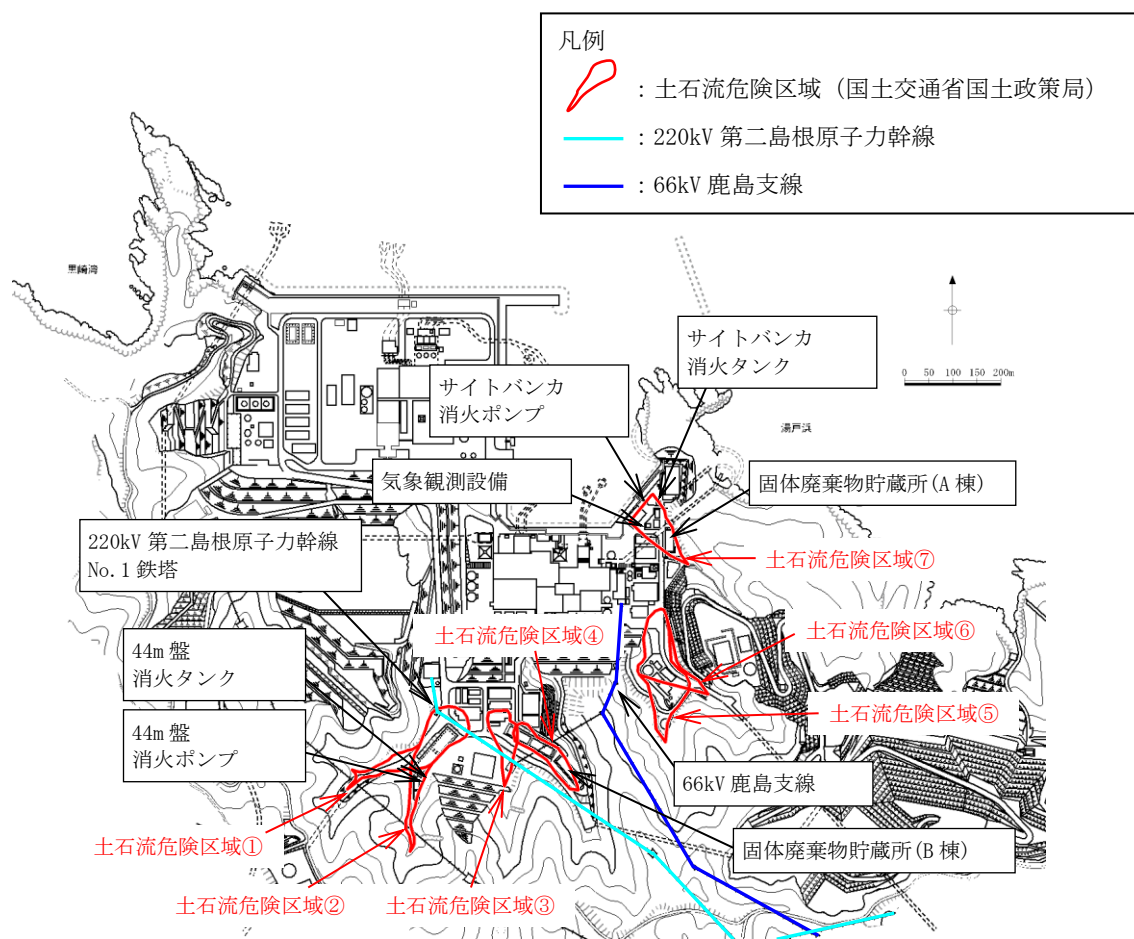 凡例
：土石流危険区域 (国土交通省国土政策局)
：220kV 第二島根原子力幹線
：66kV 鹿島支線
黒崎湾
サイトバンカ
消火タンク
0 50 100 150 200m
サイトバンカ
消火ポンプ
湯戸浜
気象観測設備
固体廃棄物貯蔵所(A 棟)
220kV 第二島根原子力幹線
No.1 鉄塔
土石流危険区域⑦
土石流危険区域④
土石流危険区域⑥
44m 盤
消火タンク
土石流危険区域⑤
44m 盤
消火ポンプ
66kV 鹿島支線
土石流危険区域①
固体廃棄物貯蔵所(B 棟)
土石流危険区域②
土石流危険区域③